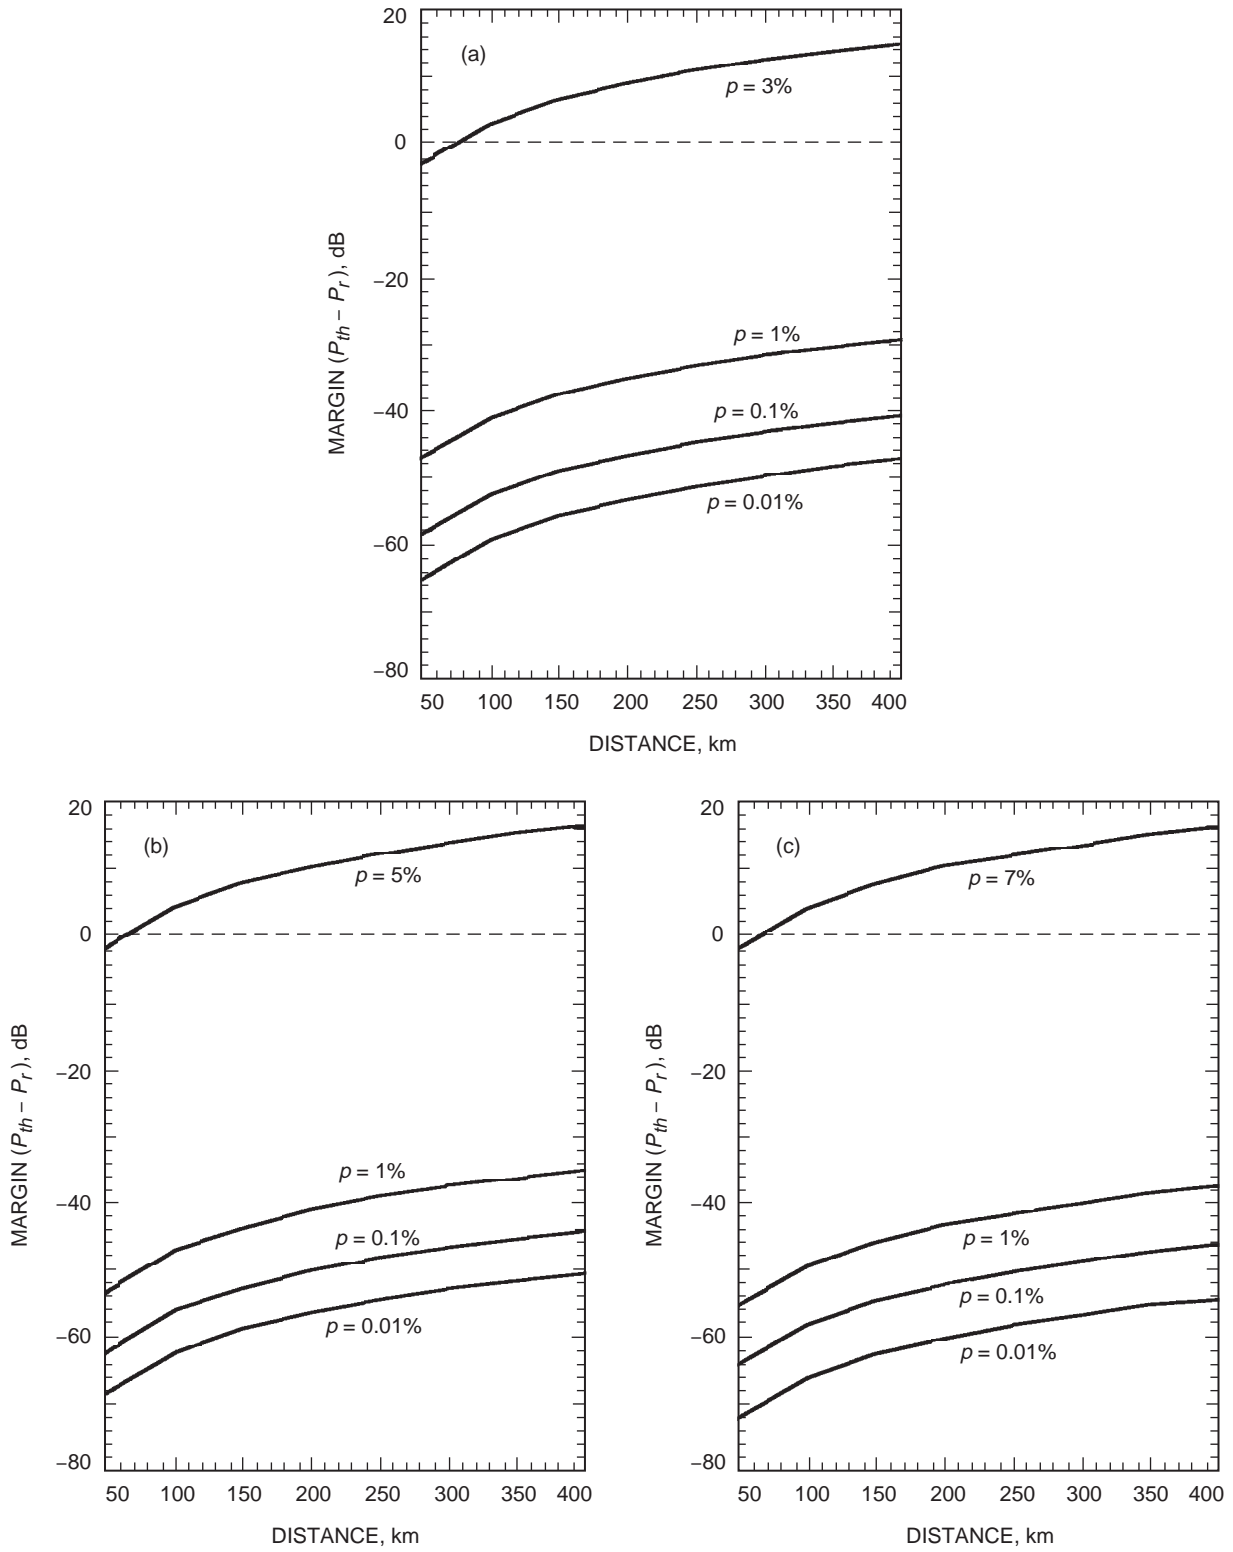 20
(a)
p = 3%
0
MARGIN (Pth – Pr ), dB
–20
p = 1%
–40
p = 0.1%
p = 0.01%
–60
–80
50 100 150 200 250 300 350 400
DISTANCE, km
20
(b)
p = 5%
0
MARGIN (Pth – Pr ), dB
–20
p = 1%
–40
p = 0.1%
p = 0.01%
–60
–80
50 100 150 200 250 300 350 400
DISTANCE, km
20
(c)
p = 7%
0
MARGIN (Pth – Pr ), dB
–20
–40
p = 1%
p = 0.1%
–60
p = 0.01%
–80
50 100 150 200 250 300 350 400
DISTANCE, km